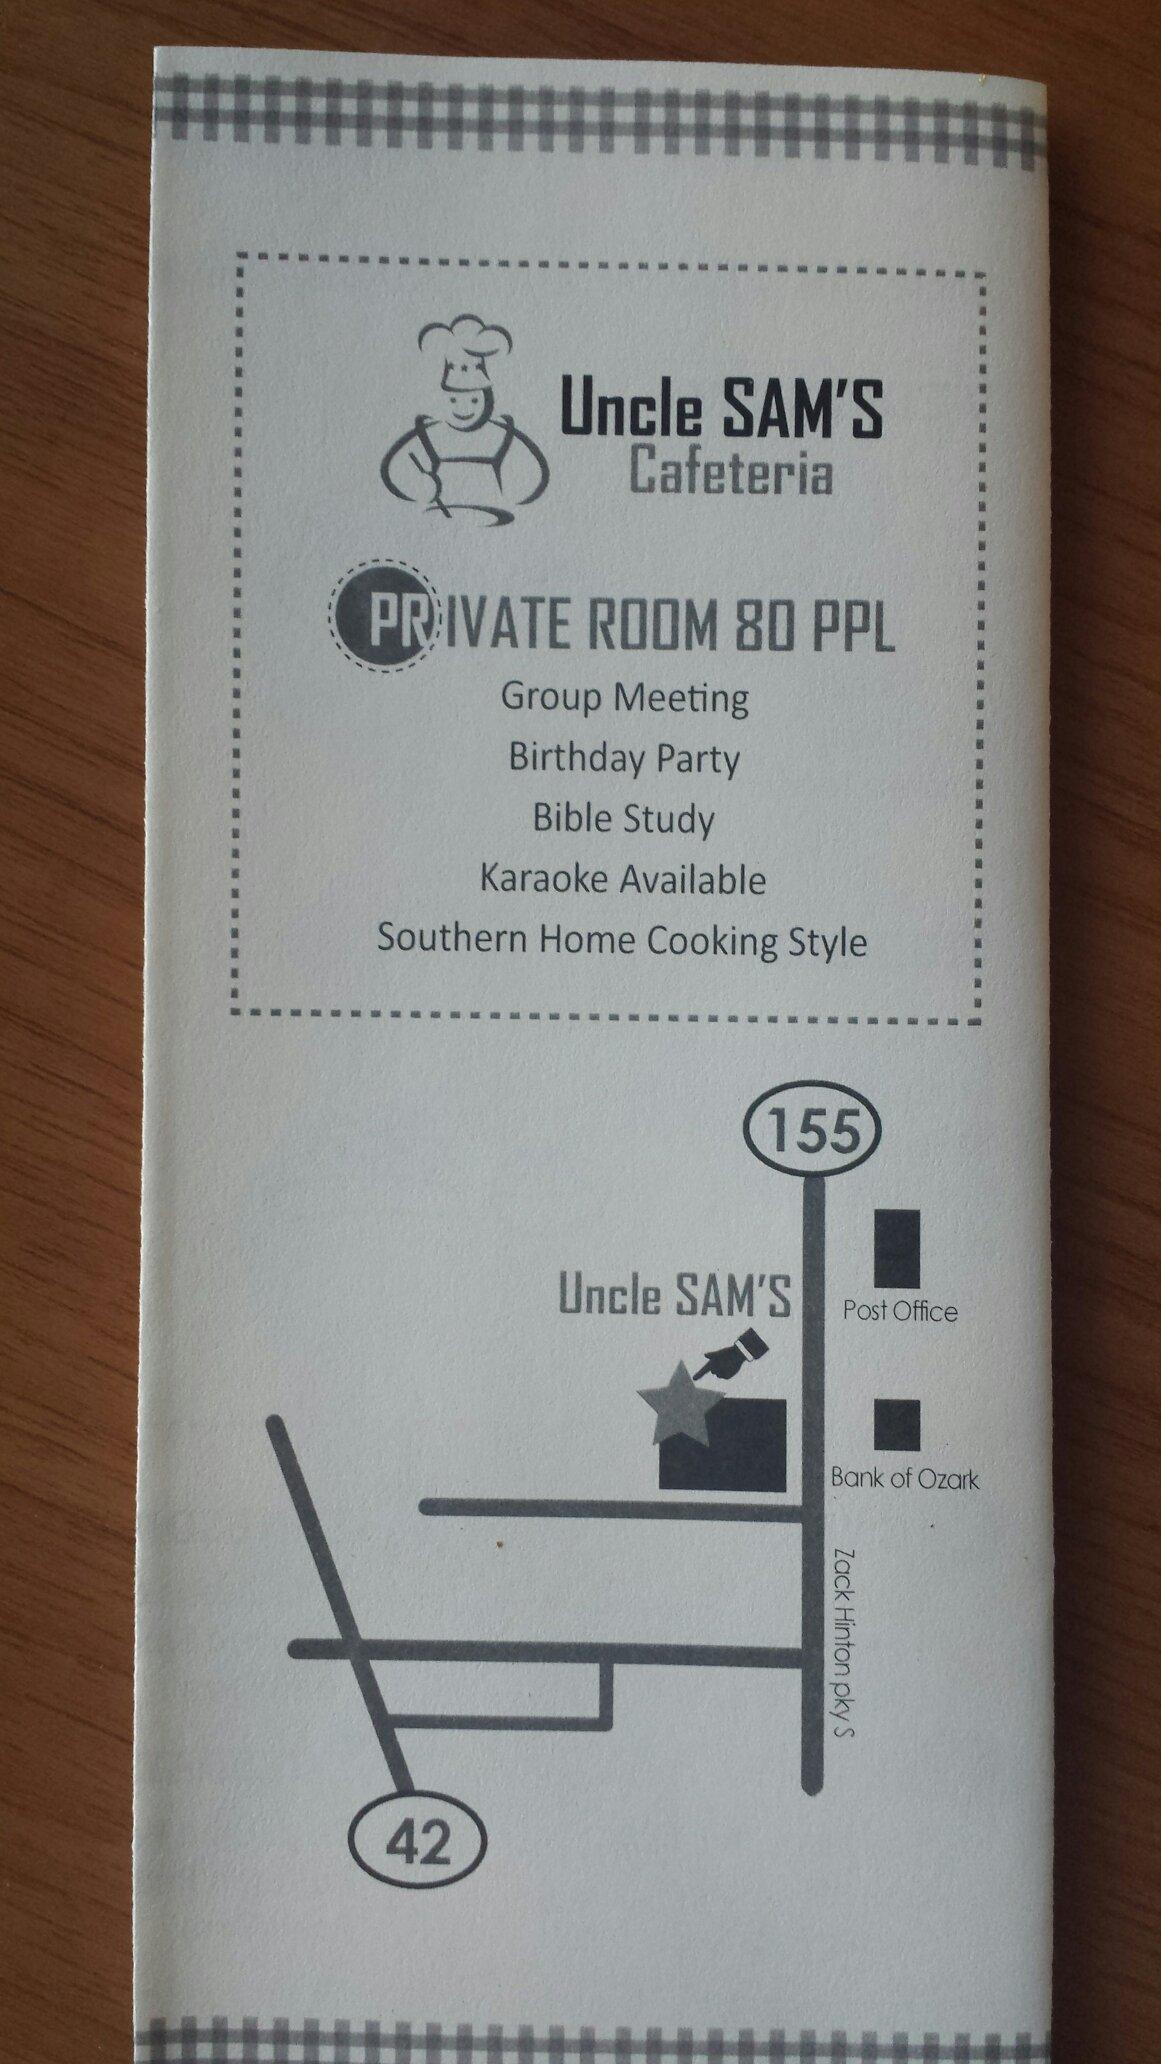 Uncle SAM'S
Cafeteria
PRIVATE ROOM 80 PPL
Group Meeting
Birthday Party
Bible Study
Karaoke Available
Southern Home Cooking Style
155
Uncle SAM'S
Post Office
Bank of Ozark
Zack Hinton pky S
42